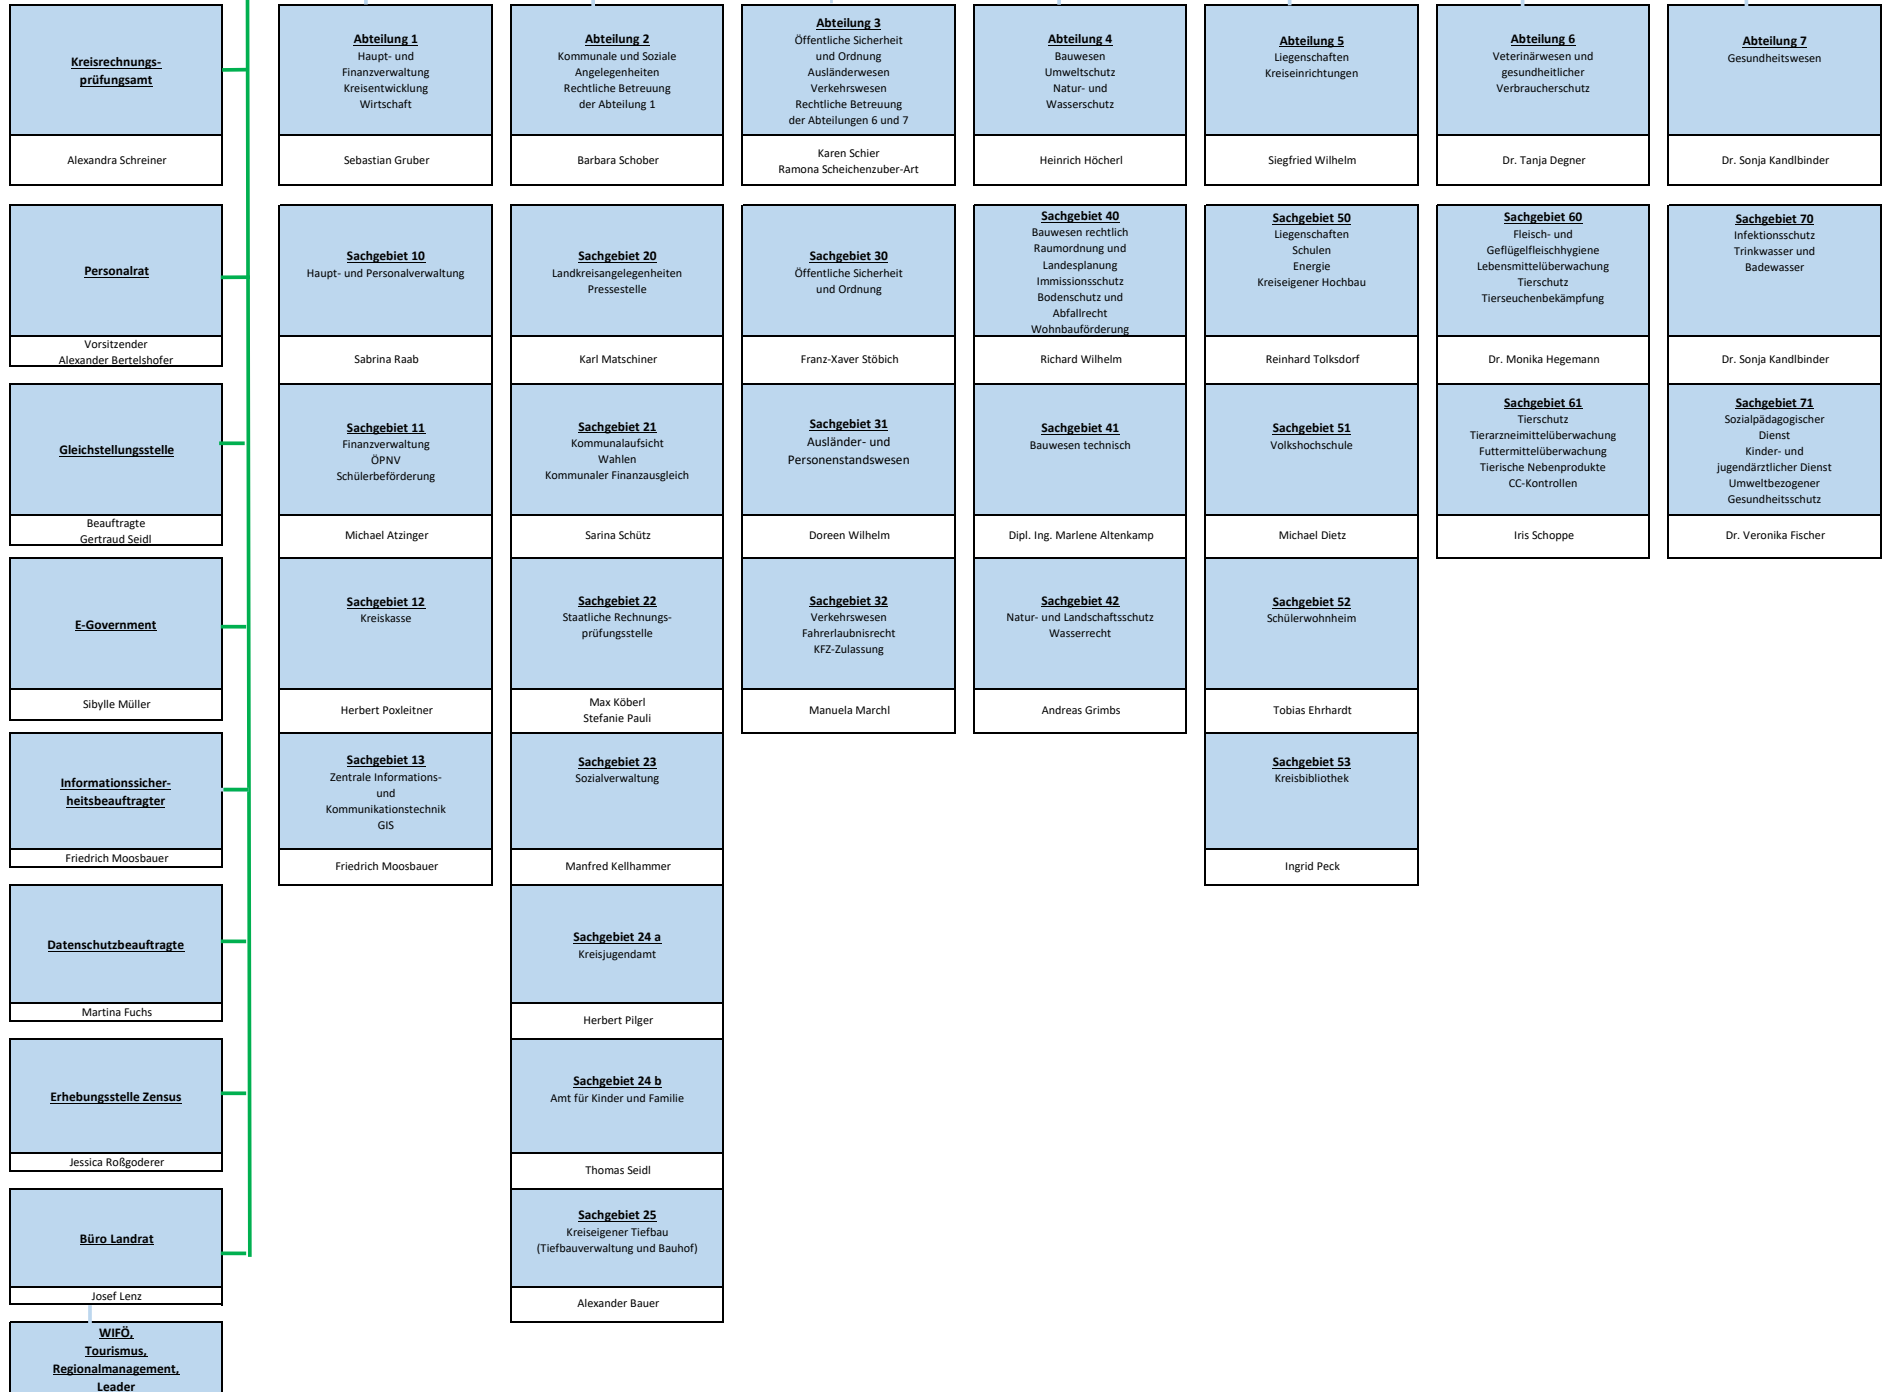 Kreisrechnungs-
prüfungsamt
Alexandra Schreiner
Personalrat
Vorsitzender
Alexander Bertelshofer
Gleichstellungsstelle
Beauftragte
Gertraud Seidl
E-Government
Sibylle Müller
Informationssicher-
heitsbeauftragter
Friedrich Moosbauer
Datenschutzbeauftragte
Martina Fuchs
Erhebungsstelle Zensus
Jessica Roßgoderer
Büro Landrat
Josef Lenz
WIFÖ,
Tourismus,
Regionalmanagement,
Leader
Abteilung 1
Haupt- und
Finanzverwaltung
Kreisentwicklung
Wirtschaft
Sebastian Gruber
Sachgebiet 10
Haupt- und Personalverwaltung
Sabrina Raab
Sachgebiet 11
Finanzverwaltung
ÖPNV
Schülerbeförderung
Michael Atzinger
Sachgebiet 12
Kreiskasse
Herbert Poxleitner
Sachgebiet 13
Zentrale Informations-
und
Kommunikationstechnik
GIS
Friedrich Moosbauer
Abteilung 2
Kommunale und Soziale
Angelegenheiten
Rechtliche Betreuung
der Abteilung 1
Barbara Schober
Sachgebiet 20
Landkreisangelegenheiten
Pressestelle
Karl Matschiner
Sachgebiet 21
Kommunalaufsicht
Wahlen
Kommunaler Finanzausgleich
Sarina Schütz
Sachgebiet 22
Staatliche Rechnungs-
prüfungsstelle
Max Köberl
Stefanie Pauli
Sachgebiet 23
Sozialverwaltung
Manfred Kellhammer
Sachgebiet 24 a
Kreisjugendamt
Herbert Pilger
Sachgebiet 24 b
Amt für Kinder und Familie
Thomas Seidl
Sachgebiet 25
Kreiseigener Tiefbau
(Tiefbauverwaltung und Bauhof)
Alexander Bauer
Abteilung 3
Öffentliche Sicherheit
und Ordnung
Ausländerwesen
Verkehrswesen
Rechtliche Betreuung
der Abteilungen 6 und 7
Karen Schier
Ramona Scheichenzuber-Art
Sachgebiet 30
Öffentliche Sicherheit
und Ordnung
Franz-Xaver Stöbich
Sachgebiet 31
Ausländer- und
Personenstandswesen
Doreen Wilhelm
Sachgebiet 32
Verkehrswesen
Fahrerlaubnisrecht
KFZ-Zulassung
Manuela Marchl
Abteilung 4
Bauwesen
Umweltschutz
Natur- und
Wasserschutz
Heinrich Höcherl
Sachgebiet 40
Bauwesen rechtlich
Raumordnung und
Landesplanung
Immissionsschutz
Bodenschutz und
Abfallrecht
Wohnbauförderung
Richard Wilhelm
Sachgebiet 41
Bauwesen technisch
Dipl. Ing. Marlene Altenkamp
Sachgebiet 42
Natur- und Landschaftsschutz
Wasserrecht
Andreas Grimbs
Abteilung 5
Liegenschaften
Kreiseinrichtungen
Siegfried Wilhelm
Sachgebiet 50
Liegenschaften
Schulen
Energie
Kreiseigener Hochbau
Reinhard Tolksdorf
Sachgebiet 51
Volkshochschule
Michael Dietz
Sachgebiet 52
Schülerwohnheim
Tobias Ehrhardt
Sachgebiet 53
Kreisbibliothek
Ingrid Peck
Abteilung 6
Veterinärwesen und
gesundheitlicher
Verbraucherschutz
Dr. Tanja Degner
Sachgebiet 60
Fleisch- und
Geflügelfleischhygiene
Lebensmittelüberwachung
Tierschutz
Tierseuchenbekämpfung
Dr. Monika Hegemann
Sachgebiet 61
Tierschutz
Tierarzneimittelüberwachung
Futtermittelüberwachung
Tierische Nebenprodukte
CC-Kontrollen
Iris Schoppe
Abteilung 7
Gesundheitswesen
Dr. Sonja Kandlbinder
Sachgebiet 70
Infektionsschutz
Trinkwasser und
Badewasser
Dr. Sonja Kandlbinder
Sachgebiet 71
Sozialpädagogischer
Dienst
Kinder- und
jugendärztlicher Dienst
Umweltbezogener
Gesundheitsschutz
Dr. Veronika Fischer